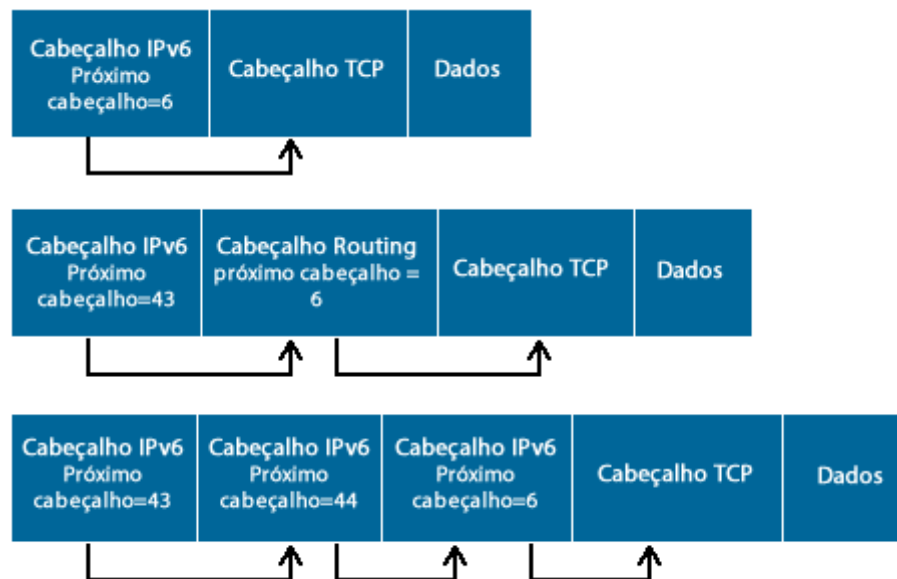 Cabeçalho IPv6
Próximo
cabeçalho=6
Cabeçalho TCP
Dados
Cabeçalho IPv6
Próximo
cabeçalho=43
Cabeçalho Routing
próximo cabeçalho =
6
Cabeçalho TCP
Dados
Cabeçalho IPv6
Próximo
cabeçalho=43
Cabeçalho IPv6
Próximo
cabeçalho=44
Cabeçalho IPv6
Próximo
cabeçalho=6
Cabeçalho TCP
Dados